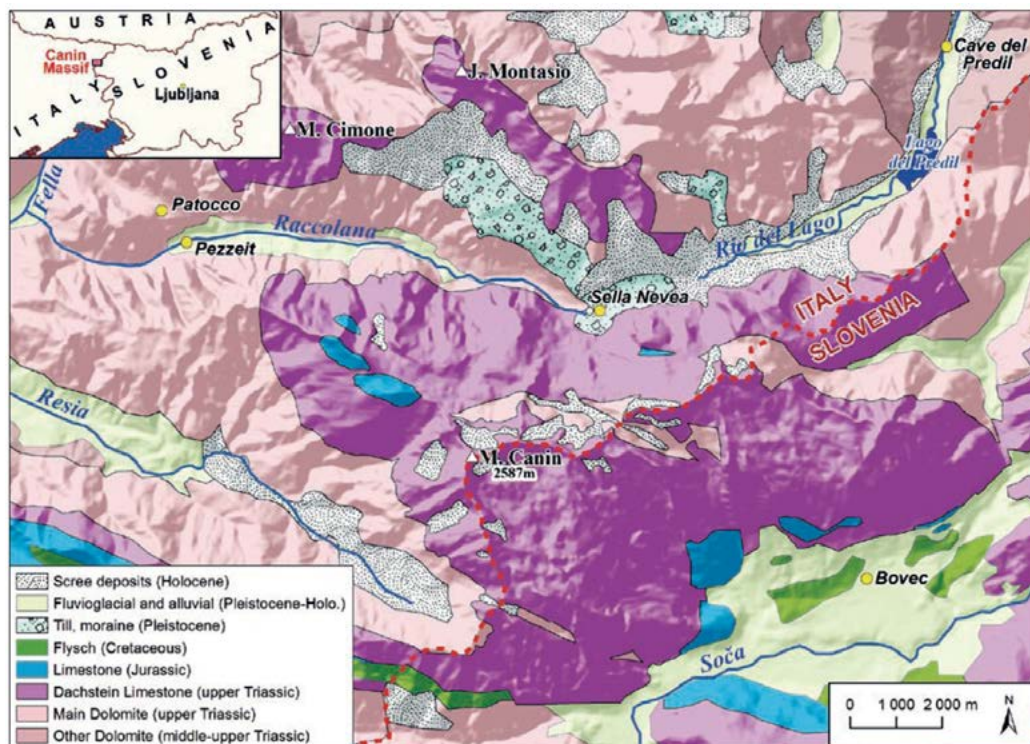 AUSTRIA
Canin
Massif
SLOVENIA
Ljubljana
ITALY
J. Montasio
M. Cimone
Cave del
Predil
Lago
del Predil
Fella
Patocco
Pezzeit
Raccolana
Rio del Lago
Sella Nevea
ITALY
SLOVENIA
Resia
M. Canin
2587m
Bovec
Soča
Scree deposits (Holocene)
Fluvioglacial and alluvial (Pleistocene-Holo.)
Till, moraine (Pleistocene)
Flysch (Cretaceous)
Limestone (Jurassic)
Dachstein Limestone (upper Triassic)
Main Dolomite (upper Triassic)
Other Dolomite (middle-upper Triassic)
0 1 000 2 000 m
N